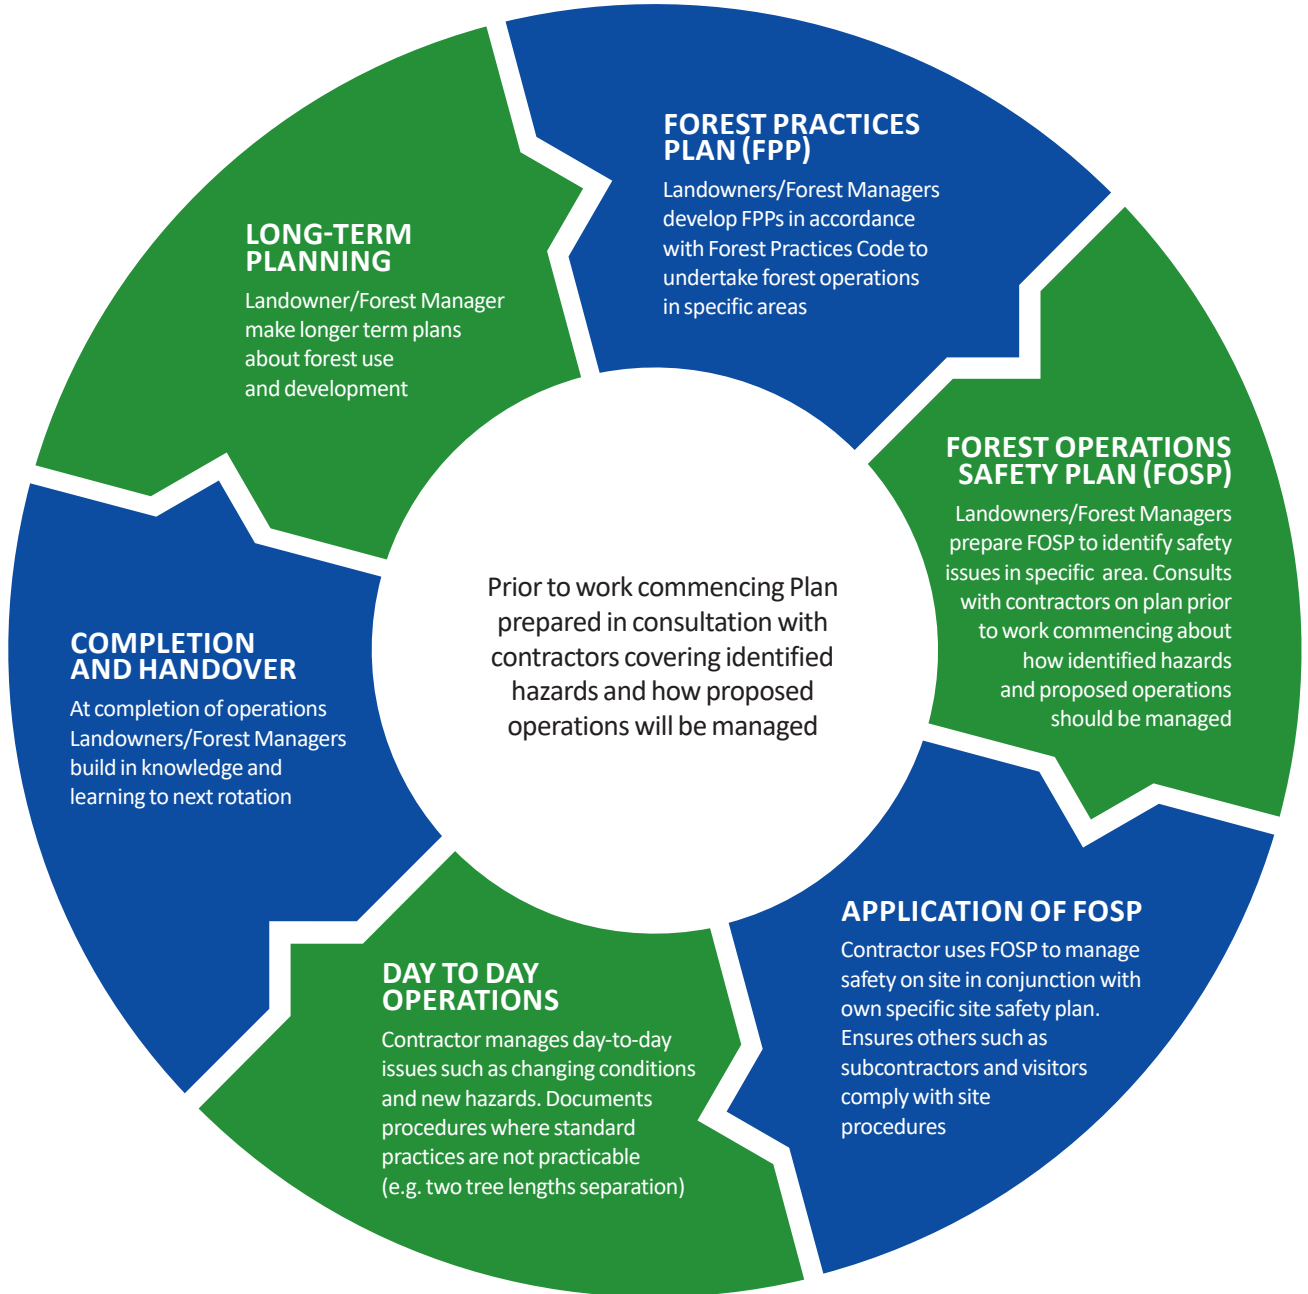 FOREST PRACTICES
PLAN (FPP)
Landowners/Forest Managers
develop FPPs in accordance
with Forest Practices Code to
undertake forest operations
in specific areas
FOREST OPERATIONS
SAFETY PLAN (FOSP)
Landowners/Forest Managers
prepare FOSP to identify safety
issues in specific area. Consults
with contractors on plan prior
to work commencing about
how identified hazards
and proposed operations
should be managed
APPLICATION OF FOSP
Contractor uses FOSP to manage
safety on site in conjunction with
own specific site safety plan.
Ensures others such as
subcontractors and visitors
comply with site
procedures
DAY TO DAY
OPERATIONS
Contractor manages day-to-day
issues such as changing conditions
and new hazards. Documents
procedures where standard
practices are not practicable
(e.g. two tree lengths separation)
COMPLETION
AND HANDOVER
At completion of operations
Landowners/Forest Managers
build in knowledge and
learning to next rotation
LONG-TERM
PLANNING
Landowner/Forest Manager
make longer term plans
about forest use
and development
Prior to work commencing Plan
prepared in consultation with
contractors covering identified
hazards and how proposed
operations will be managed